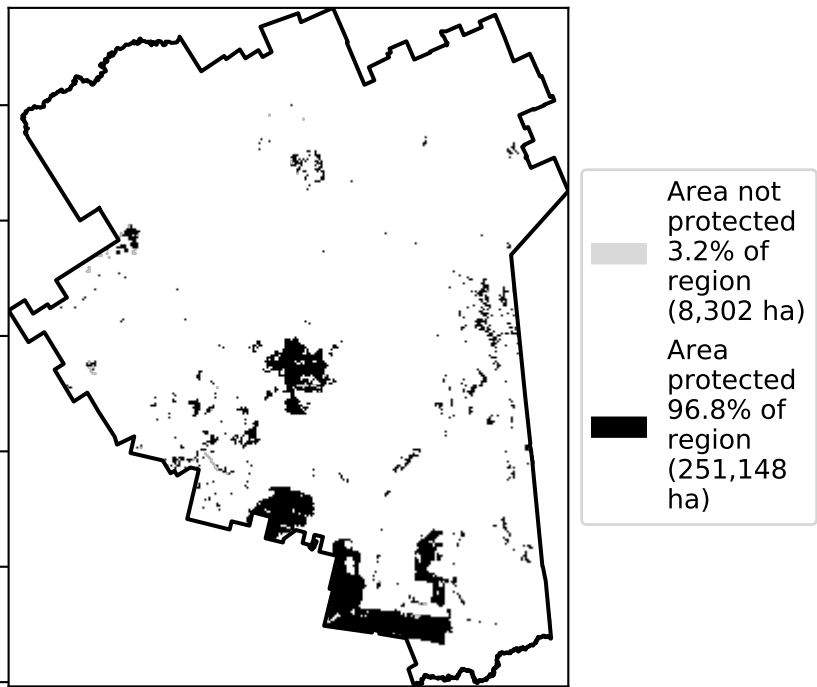 Area not
protected
3.2% of
region
(8,302 ha)
Area
protected
96.8% of
region
(251,148
ha)